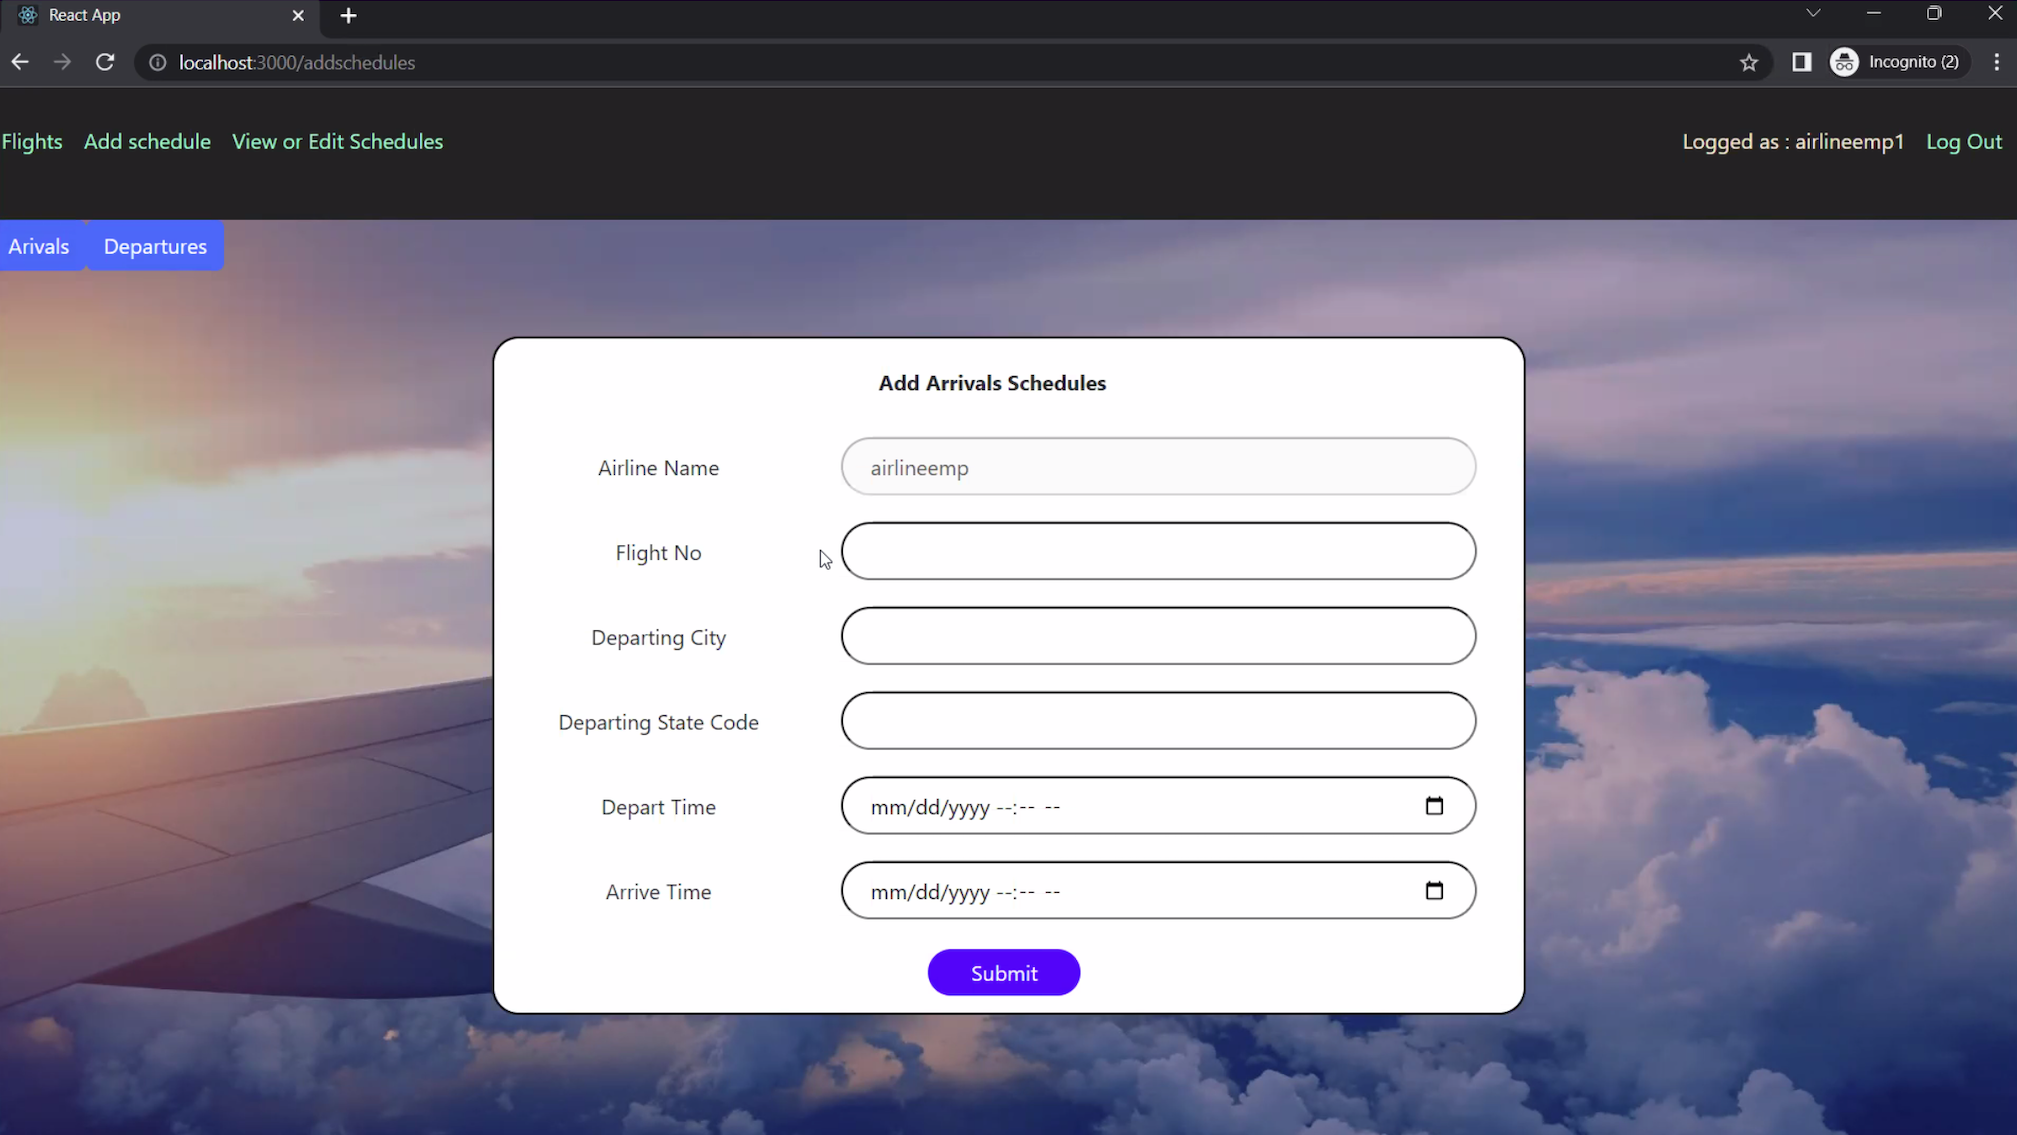 React App
localhost:3000/addschedules
Incognito (2)
Flights Add schedule View or Edit Schedules
Logged as : airlineemp1 Log Out
Arivals Departures
Add Arrivals Schedules
Airline Name airlineemp
Flight No
Departing City
Departing State Code
Depart Time mm/dd/yyyy --:-- --
Arrive Time mm/dd/yyyy --:-- --
Submit